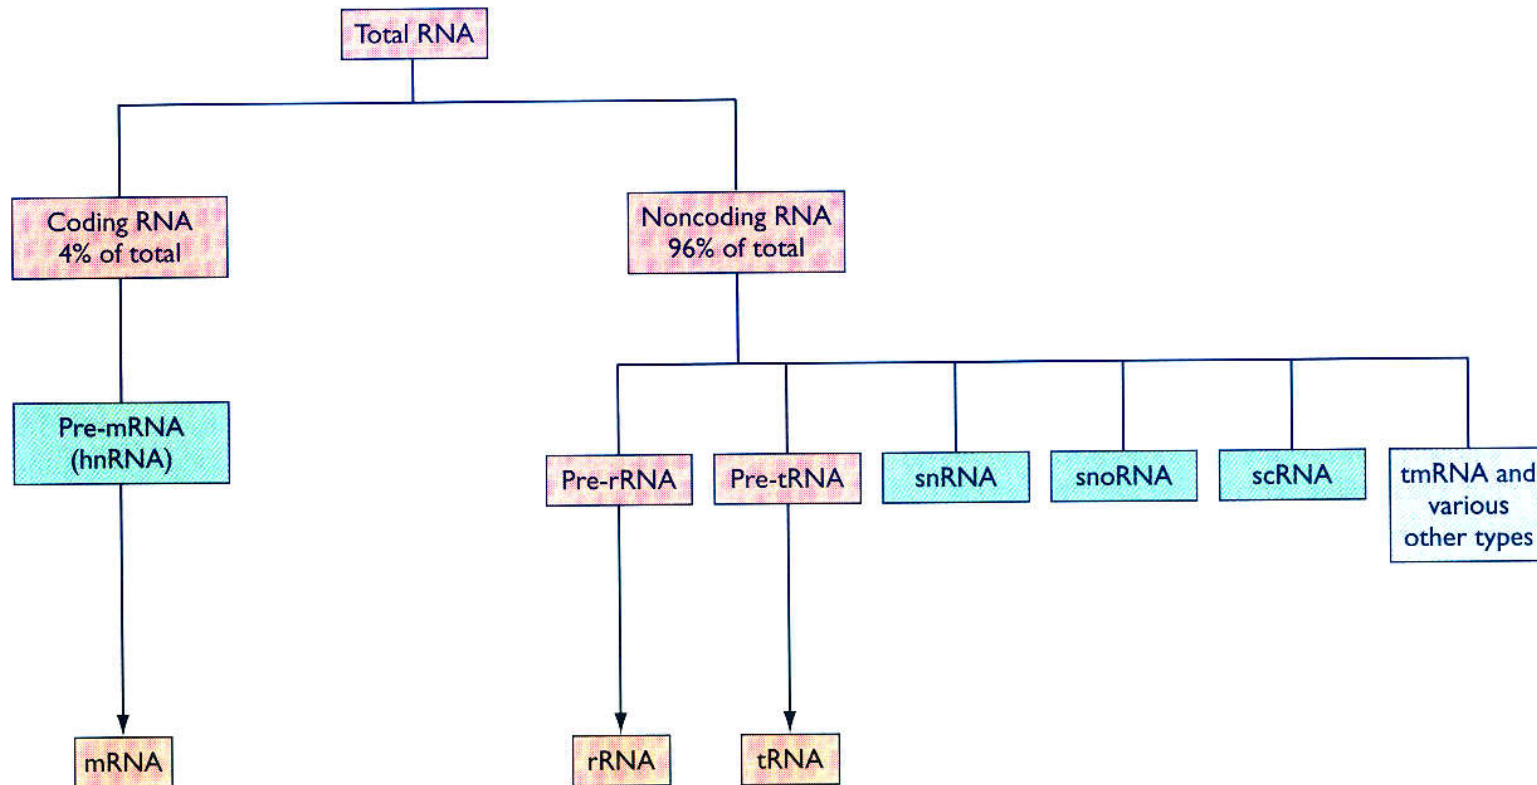 Total RNA
Coding RNA
4% of total
Noncoding RNA
96% of total
Pre-mRNA
(hnRNA)
Pre-rRNA
Pre-tRNA
snRNA
snoRNA
scRNA
tmRNA and
various
other types
mRNA
rRNA
tRNA